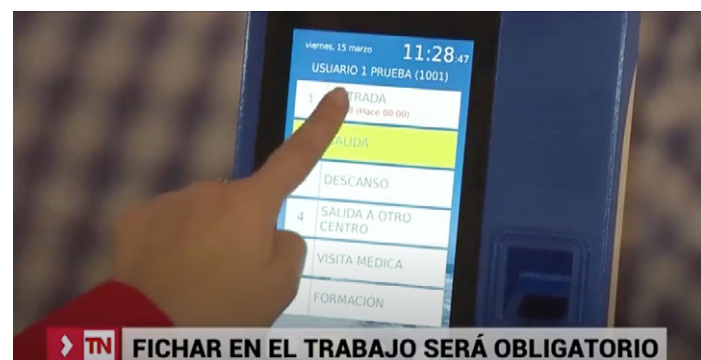 viernes, 15 marzo 11:28:47
USUARIO 1 PRUEBA (1001)
1
(Hace 00:00)
SALIDA
DESCANSO
4 SALIDA A OTRO
CENTRO
VISITA MÉDICA
FORMACIÓN
TN FICHAR EN EL TRABAJO SERÁ OBLIGATORIO